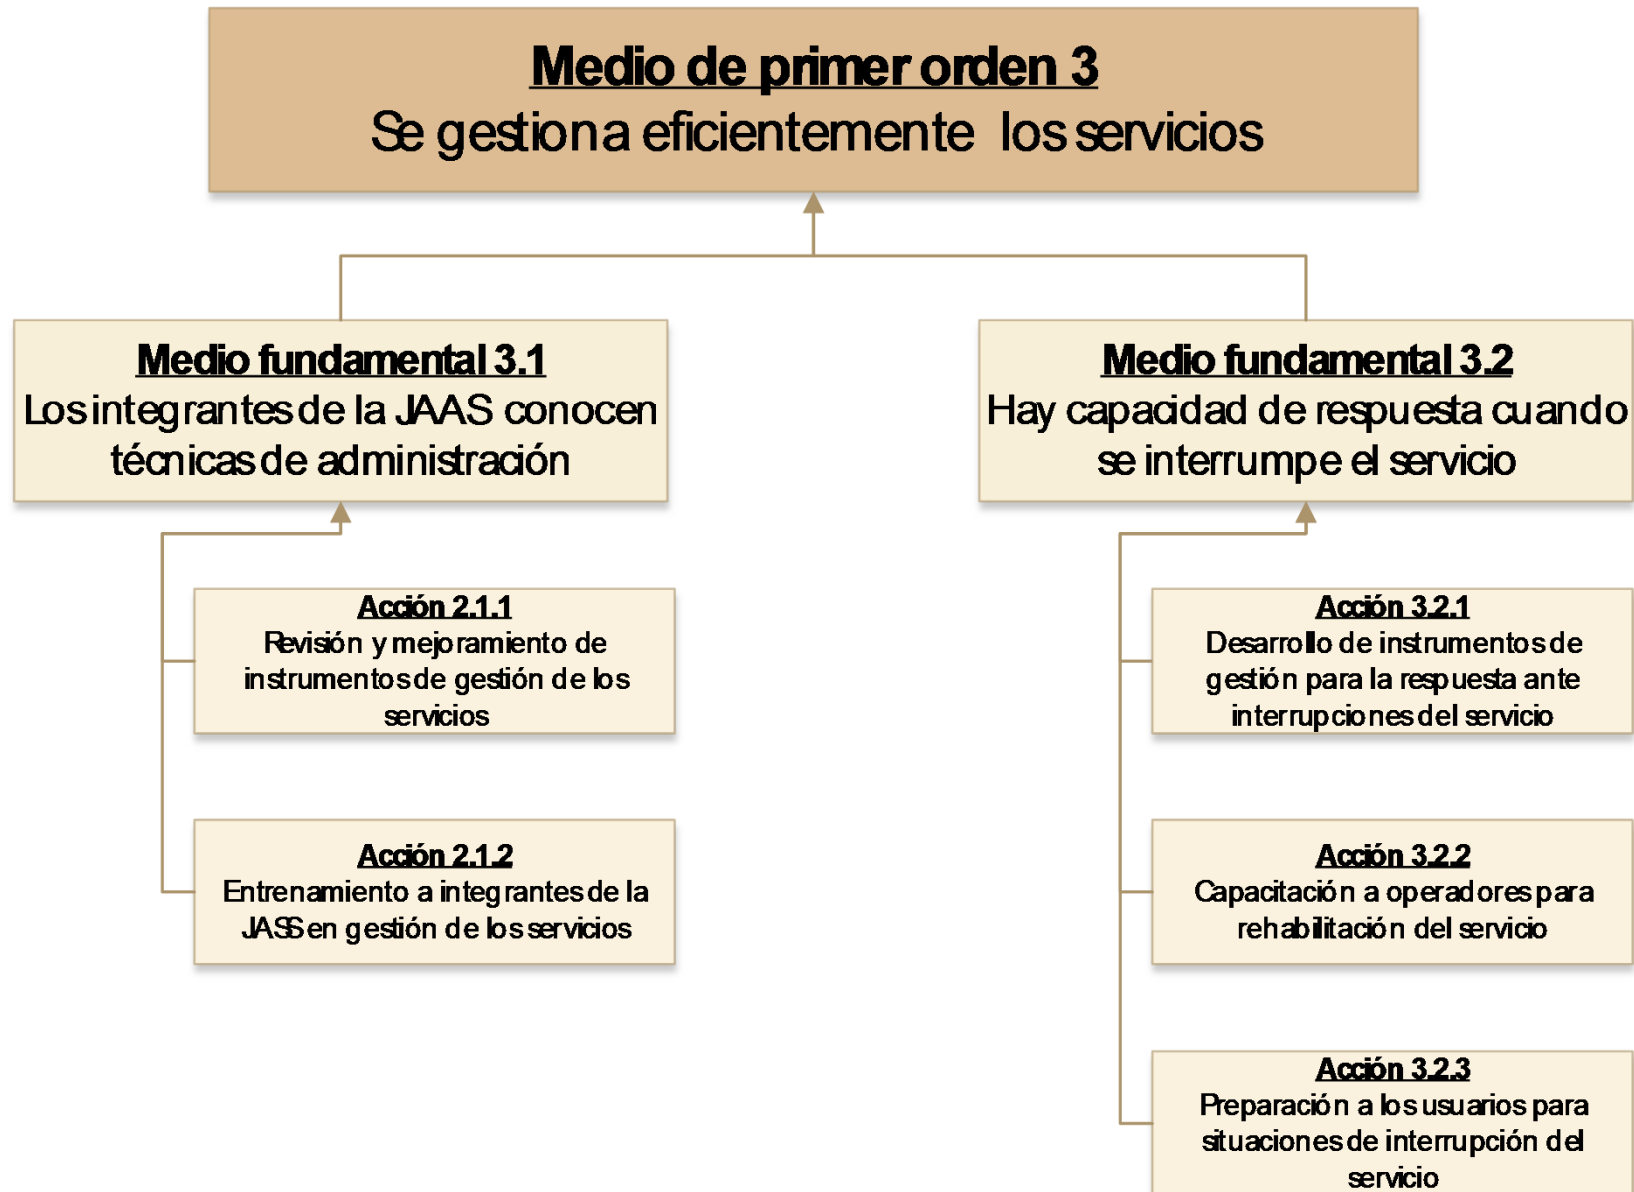 Medio de primer orden 3
Se gestiona eficientemente los servicios
Medio fundamental 3.1
Los integrantes de la JAAS conocen
técnicas de administración
Medio fundamental 3.2
Hay capacidad de respuesta cuando
se interrumpe el servicio
Acción 2.1.1
Revisión y mejoramiento de
instrumentos de gestión de los
servicios
Acción 2.1.2
Entrenamiento a integrantes de la
JASS en gestión de los servicios
Acción 3.2.1
Desarrollo de instrumentos de
gestión para la respuesta ante
interrupciones del servicio
Acción 3.2.2
Capacitación a operadores para
rehabilitación del servicio
Acción 3.2.3
Preparación a los usuarios para
situaciones de interrupción del
servicio